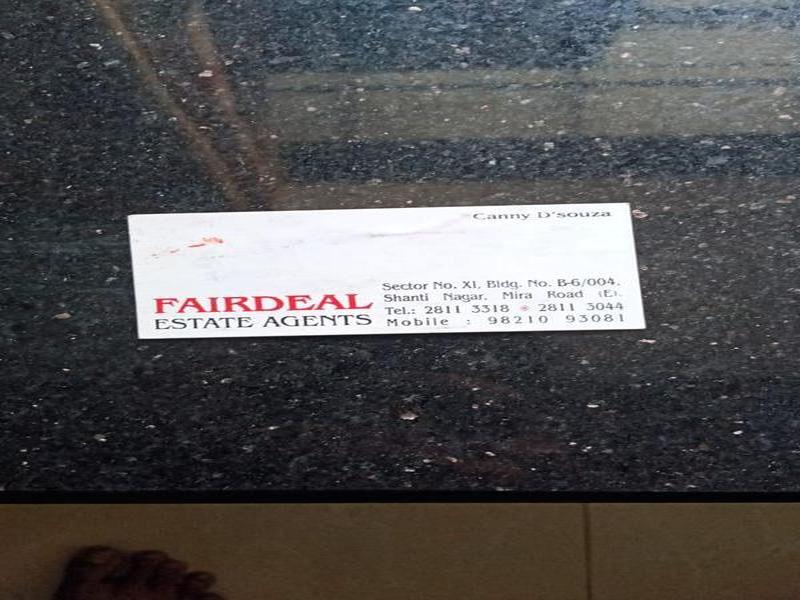 Canny D'souza
FAIRDEAL
ESTATE AGENTS
Sector No. XI, Bldg. No. B-6/004,
Shanti Nagar, Mira Road (E).
Tel.: 2811 3318 * 2811 3044
Mobile : 98210 93081